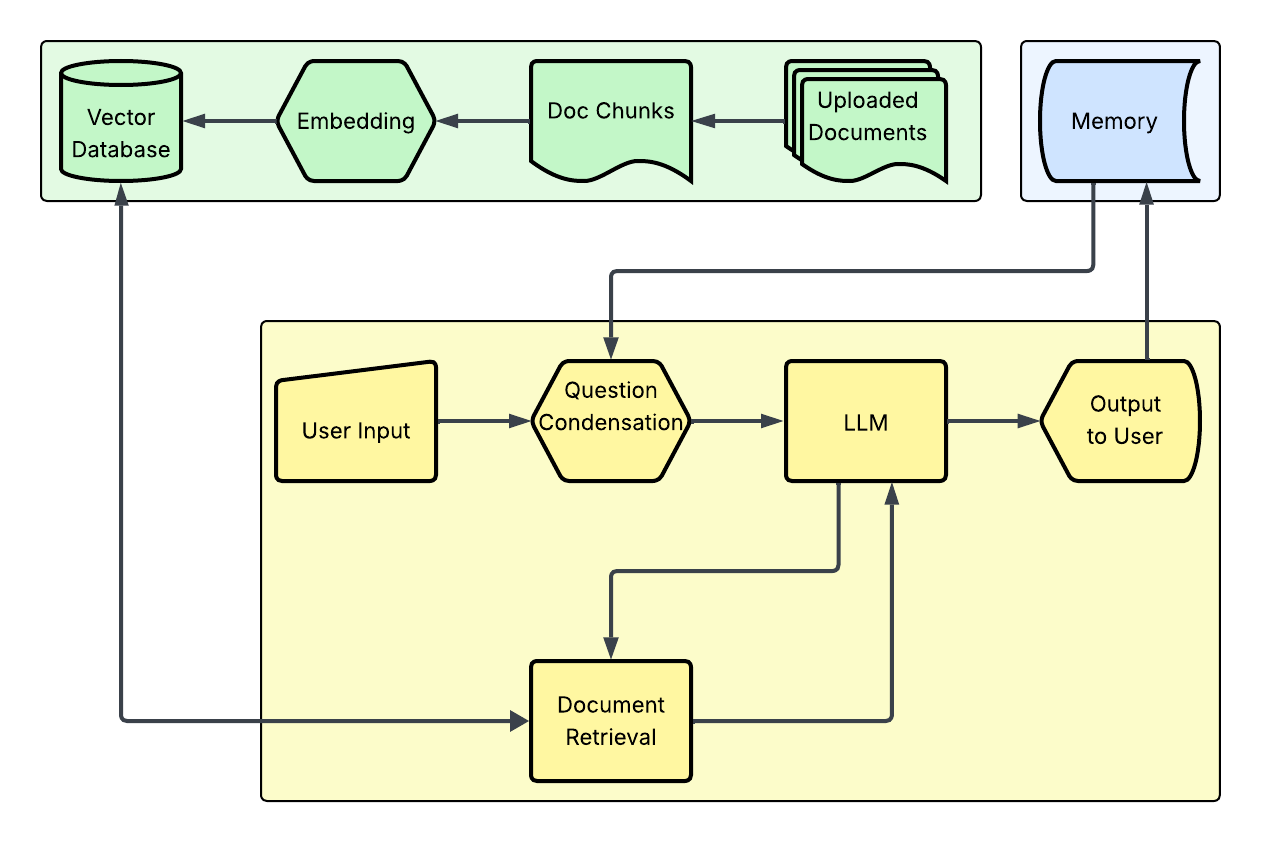 Vector
Database
Embedding
Doc Chunks
Uploaded
Documents
Memory
User Input
Question
Condensation
LLM
Output
to User
Document
Retrieval